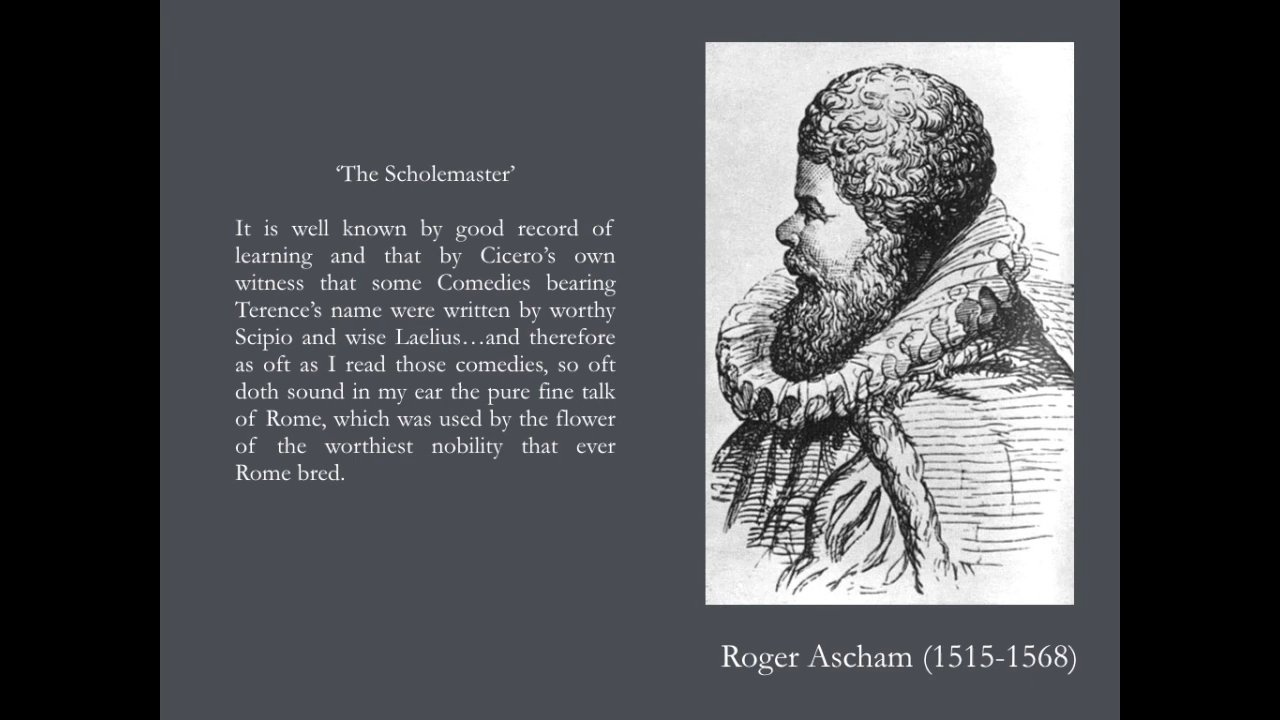 ‘The Scholemaster’
It is well known by good record of
learning and that by Cicero’s own
witness that some Comedies bearing
Terence’s name were written by worthy
Scipio and wise Laelius…and therefore
as oft as I read those comedies, so oft
doth sound in my ear the pure fine talk
of Rome, which was used by the flower
of the worthiest nobility that ever
Rome bred.
Roger Ascham (1515-1568)